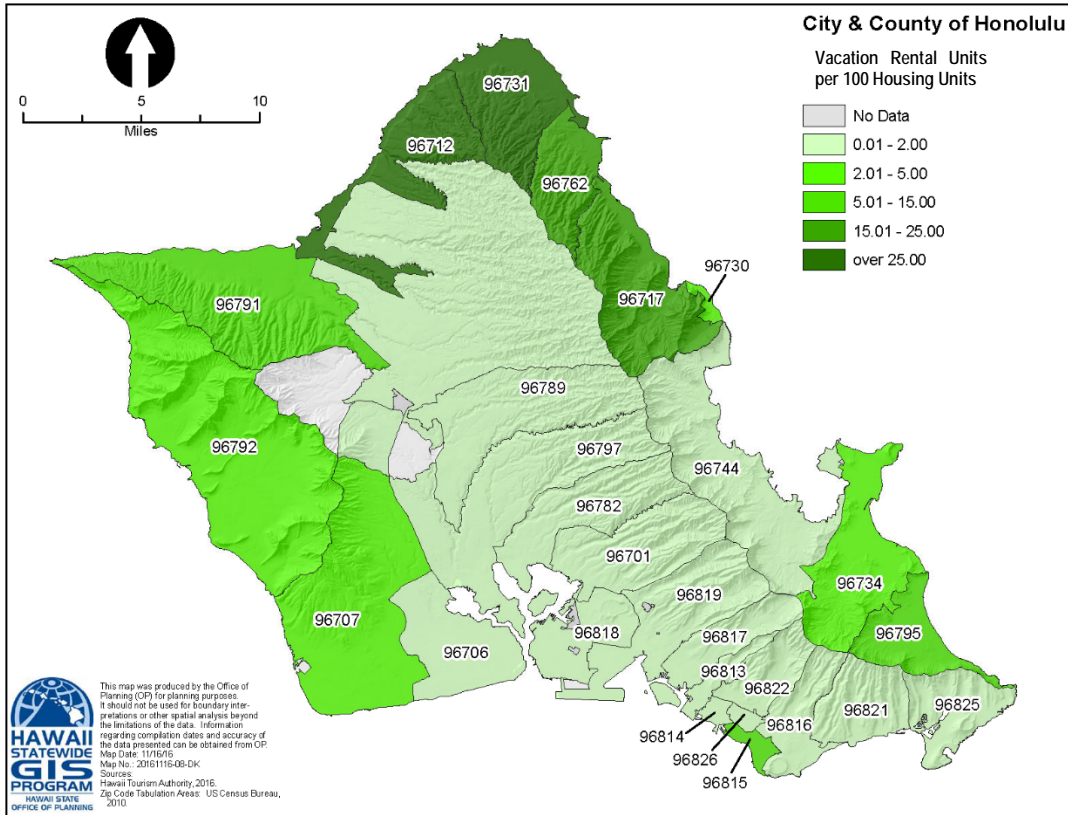 City & County of Honolulu
Vacation Rental Units
per 100 Housing Units
No Data
0.01 - 2.00
2.01 - 5.00
5.01 - 15.00
15.01 - 25.00
over 25.00
0 5 10
Miles
96731
96712
96762
96730
96717
96791
96789
96792
96797
96744
96782
96701
96734
96819
96707
96818
96795
96706
96817
96813
96822
96825
96821
96816
96814
96826
96815
HAWAII
STATEWIDE
GIS
PROGRAM
HAWAII STATE
OFFICE OF PLANNING
This map was produced by the Office of
Planning (OP) for planning purposes.
It should not be used for boundary inter-
pretations or other spatial analysis beyond
the limitations of the data. Information
regarding compilation dates and accuracy of
the data presented can be obtained from OP.
Map Date: 11/16/16
Map No.: 20161116-08-DK
Sources:
Hawaii Tourism Authority, 2016.
Zip Code Tabulation Areas: US Census Bureau,
2010.